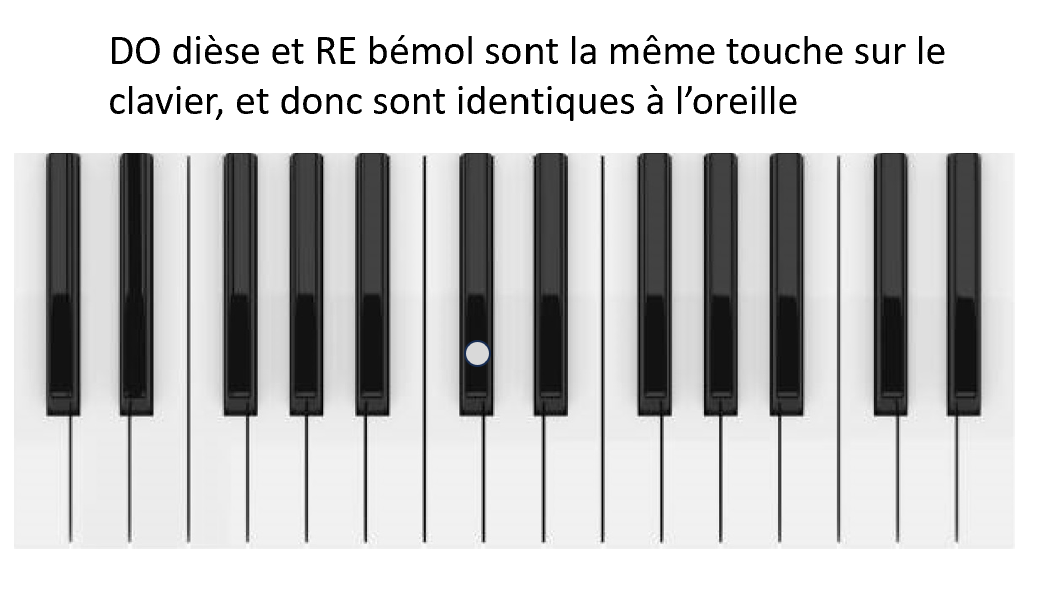 DO dièse et RE bémol sont la même touche sur le
clavier, et donc sont identiques à l’oreille